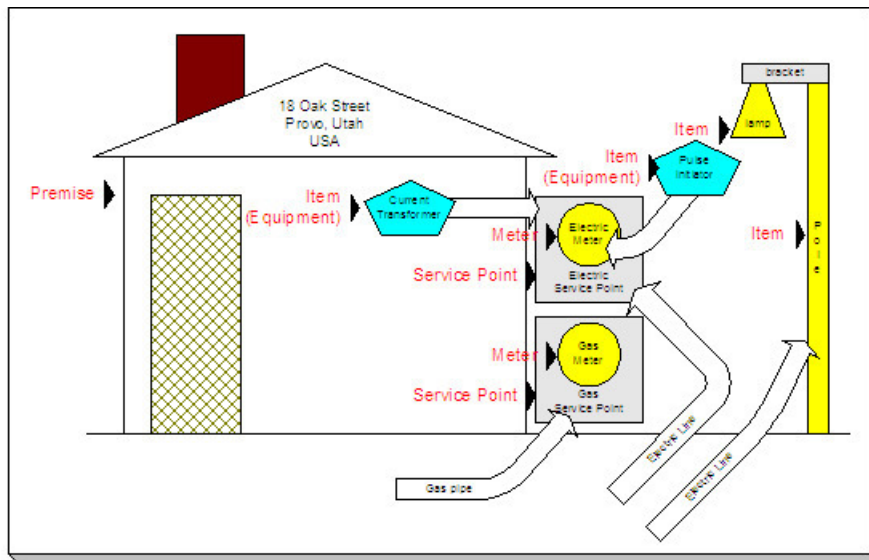 bracket
18 Oak Street
Provo, Utah
USA
lamp
Item
Item
(Equipment)
Pulse
Initiator
Premise
Item
(Equipment)
Current
Transformer
Meter
Electric
Meter
Item
Pole
Service Point
Electric
Service Point
Meter
Gas
Meter
Service Point
Gas
Service Point
Electric Line
Electric Line
Gas pipe